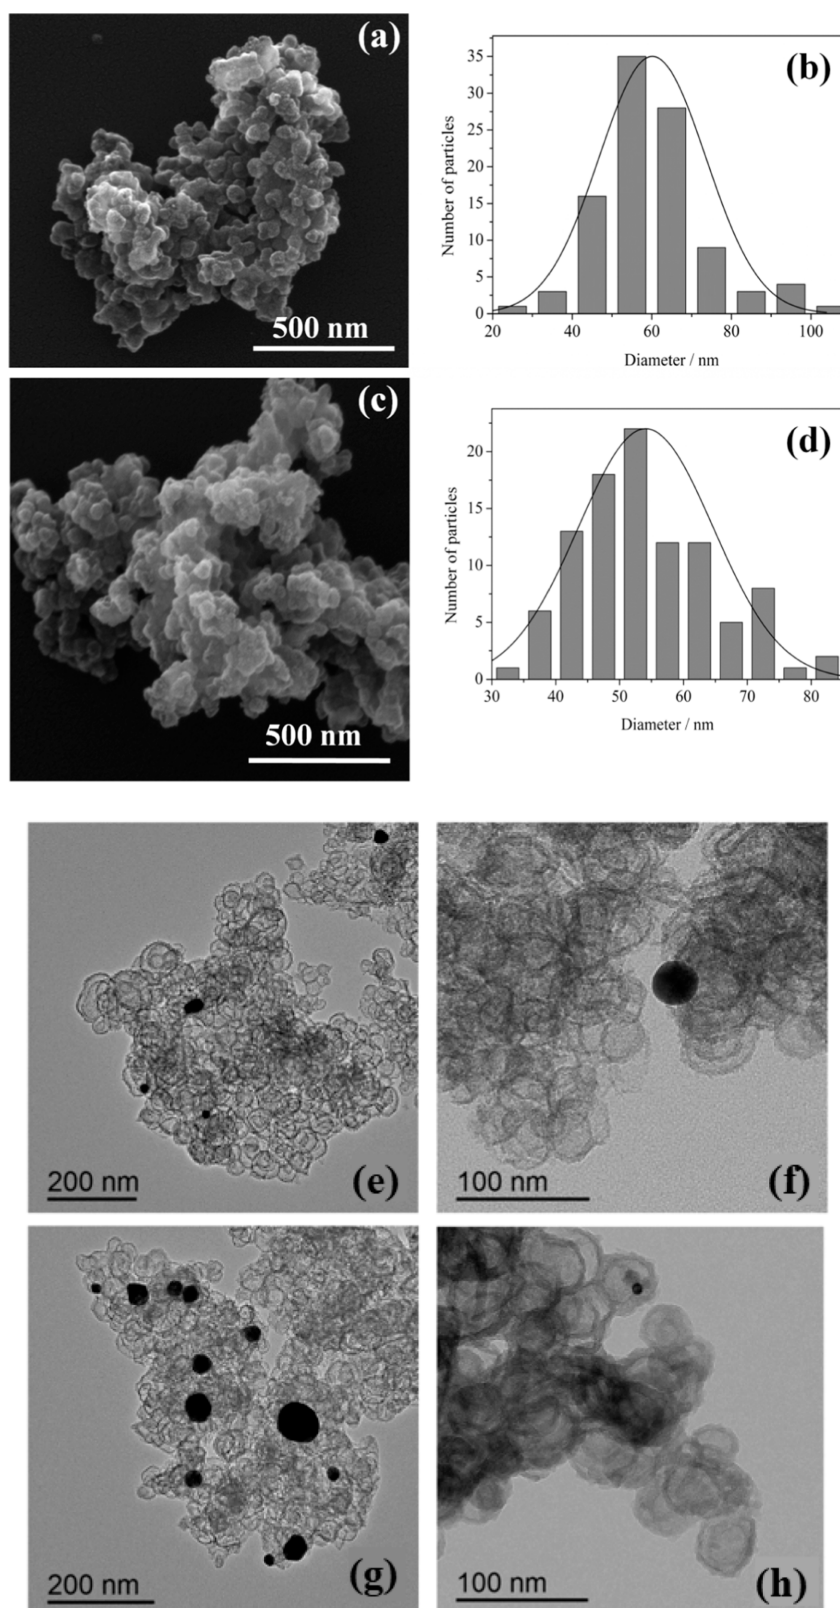 (a)
500 nm
(b)
Number of particles
35
30
25
20
15
10
5
0
20 40 60 80 100
Diameter / nm
(c)
500 nm
(d)
Number of particles
20
15
10
5
0
30 40 50 60 70 80
Diameter / nm
200 nm (e)
100 nm (f)
200 nm (g)
100 nm (h)